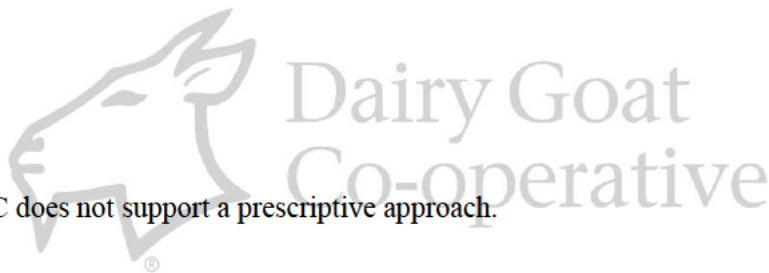 Dairy Goat
Co-operative
C does not support a prescriptive approach.
®